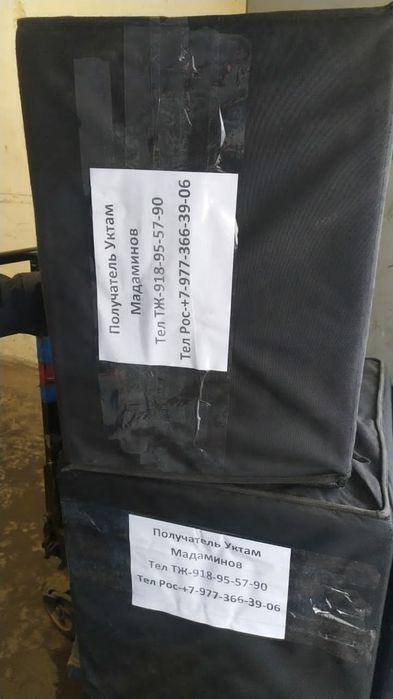 Получатель Уктам
Мадаминов
Тел ТЖ-918-95-57-90
Тел Рос-+7-977-366-39-06
Получатель Уктам
Мадаминов
Тел ТЖ-918-95-57-90
Тел Рос-+7-977-366-39-06